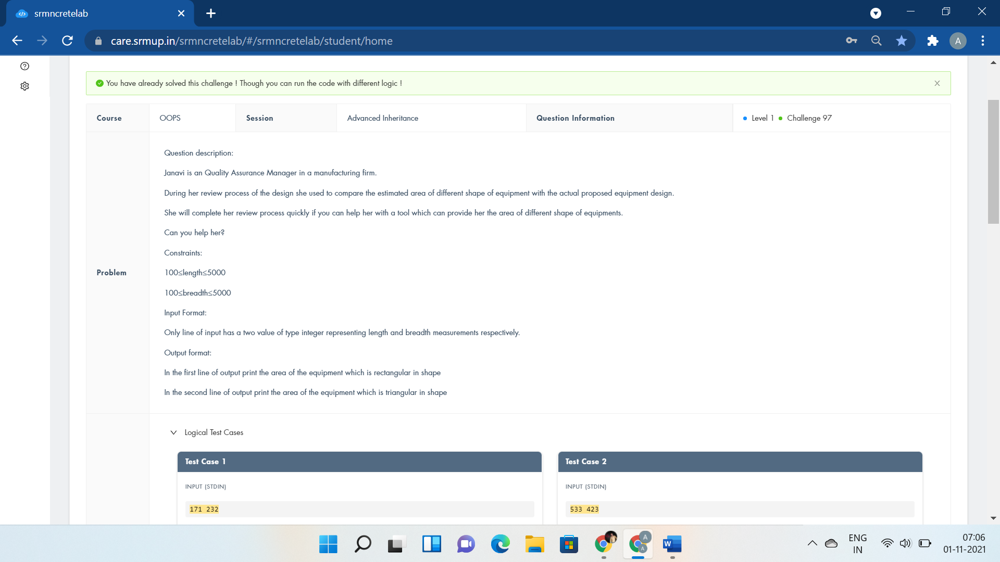 srmncretelab
care.srmup.in/srmncretelab/#/srmncretelab/student/home
A
You have already solved this challenge ! Though you can run the code with different logic !
Course OOPS Session Advanced Inheritance Question Information Level 1 Challenge 97
Question description:
Janavi is an Quality Assurance Manager in a manufacturing firm.
During her review process of the design she used to compare the estimated area of different shape of equipment with the actual proposed equipment design.
She will complete her review process quickly if you can help her with a tool which can provide her the area of different shape of equipments.
Can you help her?
Constraints:
100≤length≤5000
Problem
100≤breadth≤5000
Input Format:
Only line of input has a two value of type integer representing length and breadth measurements respectively.
Output format:
In the first line of output print the area of the equipment which is rectangular in shape
In the second line of output print the area of the equipment which is triangular in shape
Logical Test Cases
Test Case 1
INPUT (STDIN)
171 232
Test Case 2
INPUT (STDIN)
533 423
A
A
W
ENG
IN
07:06
01-11-2021